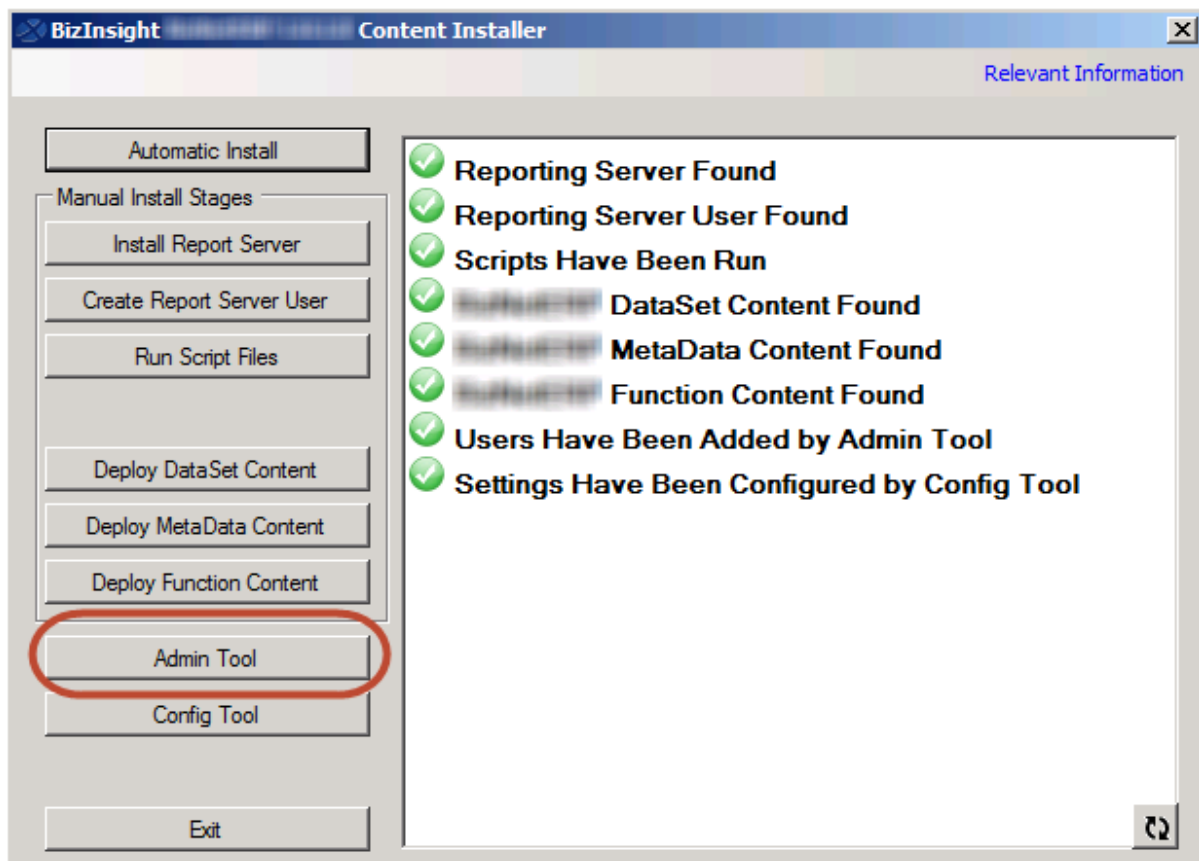 BizInsight Content Installer
Relevant Information
Automatic Install
Manual Install Stages
Install Report Server
Create Report Server User
Run Script Files
Deploy DataSet Content
Deploy MetaData Content
Deploy Function Content
Admin Tool
Config Tool
Exit
Reporting Server Found
Reporting Server User Found
Scripts Have Been Run
DataSet Content Found
MetaData Content Found
Function Content Found
Users Have Been Added by Admin Tool
Settings Have Been Configured by Config Tool